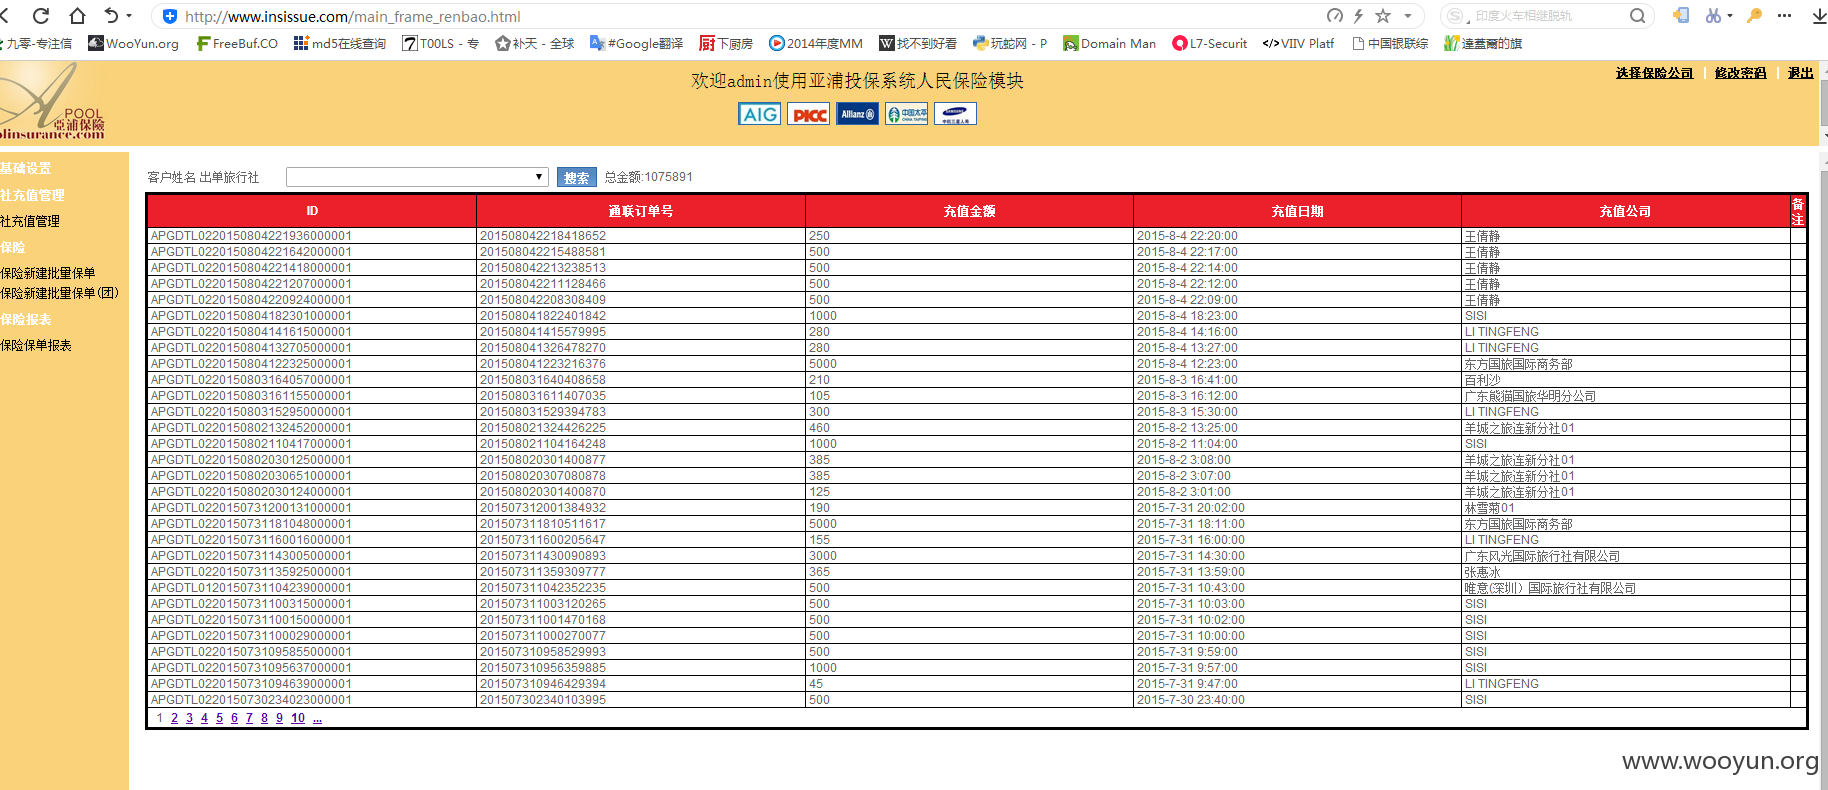 http://www.insissue.com/main_frame_renbao.html
印度火车相继脱轨
九零-专注信 WooYun.org FreeBuf.CO md5在线查询 T00LS - 专 补天 - 全球 #Google翻译 下厨房 2014年度MM 找不到好看 玩蛇网 - P Domain Man L7-Securit VIIV Platf 中国银联综 達蓋爾的旗
欢迎admin使用亚浦投保系统人民保险模块
选择保险公司 修改密码 退出
A POOL
亞浦保險
olinsurance.com
AIG PICC Allianz 中国太平 CHINA TAIPING SAMSUNG 中航三星人寿
基础设置
社充值管理
社充值管理
保险
保险新建批量保单
保险新建批量保单(团)
保险报表
保险保单报表
客户姓名 出单旅行社 搜索 总金额:1075891
ID 通联订单号 充值金额 充值日期 充值公司 备注
APGDTL0220150804221936000001 201508042218418652 250 2015-8-4 22:20:00 王倩静
APGDTL0220150804221642000001 201508042215488581 500 2015-8-4 22:17:00 王倩静
APGDTL0220150804221418000001 201508042213238513 500 2015-8-4 22:14:00 王倩静
APGDTL0220150804221207000001 201508042211128466 500 2015-8-4 22:12:00 王倩静
APGDTL0220150804220924000001 201508042208308409 500 2015-8-4 22:09:00 王倩静
APGDTL0220150804182301000001 201508041822401842 1000 2015-8-4 18:23:00 SISI
APGDTL0220150804141615000001 201508041415579995 280 2015-8-4 14:16:00 LI TINGFENG
APGDTL0220150804132705000001 201508041326478270 280 2015-8-4 13:27:00 LI TINGFENG
APGDTL0220150804122325000001 201508041223216376 5000 2015-8-4 12:23:00 东方国旅国际商务部
APGDTL0220150803164057000001 201508031640408658 210 2015-8-3 16:41:00 百利沙
APGDTL0220150803161155000001 201508031611407035 105 2015-8-3 16:12:00 广东熊猫国旅华明分公司
APGDTL0220150803152950000001 201508031529394783 300 2015-8-3 15:30:00 LI TINGFENG
APGDTL0220150802132452000001 201508021324426225 460 2015-8-2 13:25:00 羊城之旅连新分社01
APGDTL0220150802110417000001 201508021104164248 1000 2015-8-2 11:04:00 SISI
APGDTL0220150802030125000001 201508020301400877 385 2015-8-2 3:08:00 羊城之旅连新分社01
APGDTL0220150802030651000001 201508020307080878 385 2015-8-2 3:07:00 羊城之旅连新分社01
APGDTL0220150802030124000001 201508020301400870 125 2015-8-2 3:01:00 羊城之旅连新分社01
APGDTL0220150731200131000001 201507312001384932 190 2015-7-31 20:02:00 林雪菊01
APGDTL0220150731181048000001 201507311810511617 5000 2015-7-31 18:11:00 东方国旅国际商务部
APGDTL0220150731160016000001 201507311600205647 155 2015-7-31 16:00:00 LI TINGFENG
APGDTL0220150731143005000001 201507311430090893 3000 2015-7-31 14:30:00 广东风光国际旅行社有限公司
APGDTL0220150731135925000001 201507311359309777 365 2015-7-31 13:59:00 张惠冰
APGDTL0120150731104239000001 201507311042352235 500 2015-7-31 10:43:00 唯意(深圳）国际旅行社有限公司
APGDTL0220150731100315000001 201507311003120265 500 2015-7-31 10:03:00 SISI
APGDTL0220150731100150000001 201507311001470168 500 2015-7-31 10:02:00 SISI
APGDTL0220150731100029000001 201507311000270077 500 2015-7-31 10:00:00 SISI
APGDTL0220150731095855000001 201507310958529993 500 2015-7-31 9:59:00 SISI
APGDTL0220150731095637000001 201507310956359885 1000 2015-7-31 9:57:00 SISI
APGDTL0220150731094639000001 201507310946429394 45 2015-7-31 9:47:00 LI TINGFENG
APGDTL0220150730234023000001 201507302340103995 500 2015-7-30 23:40:00 SISI
1 2 3 4 5 6 7 8 9 10 ...
www.wooyun.org